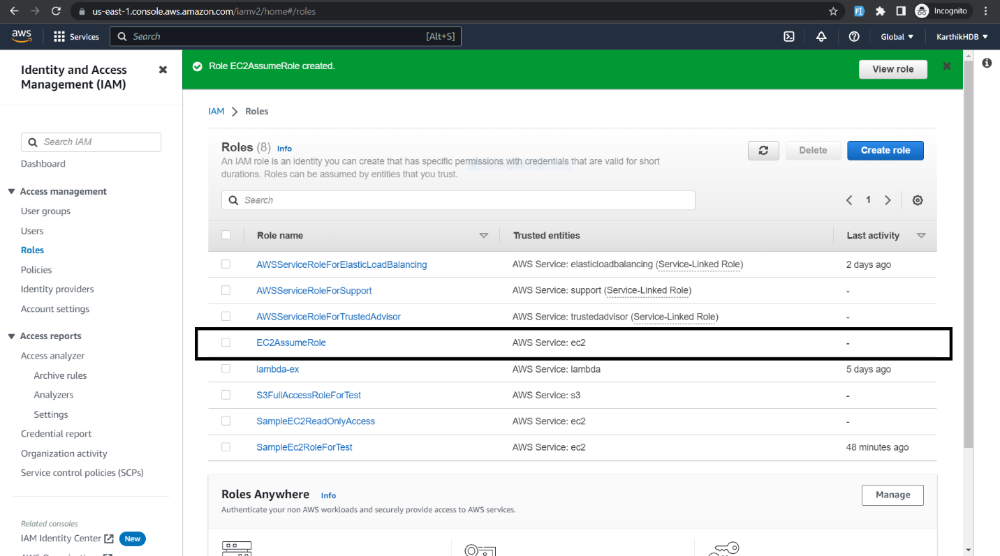 us-east-1.console.aws.amazon.com/iamv2/home#/roles
Incognito
aws
Services
Search
[Alt+S]
Global
KarthikHDB
Identity and Access
Management (IAM)
Search IAM
Dashboard
Access management
User groups
Users
Roles
Policies
Identity providers
Account settings
Access reports
Access analyzer
Archive rules
Analyzers
Settings
Credential report
Organization activity
Service control policies (SCPs)
Related consoles
IAM Identity Center
New
Role EC2AssumeRole created.
View role
IAM
Roles
Roles (8) Info
An IAM role is an identity you can create that has specific permissions with credentials that are valid for short
durations. Roles can be assumed by entities that you trust.
Delete
Create role
Search
1
Role name
Trusted entities
Last activity
AWSServiceRoleForElasticLoadBalancing AWS Service: elasticloadbalancing (Service-Linked Role) 2 days ago
AWSServiceRoleForSupport AWS Service: support (Service-Linked Role) -
AWSServiceRoleForTrustedAdvisor AWS Service: trustedadvisor (Service-Linked Role) -
EC2AssumeRole AWS Service: ec2 -
lambda-ex AWS Service: lambda 5 days ago
S3FullAccessRoleForTest AWS Service: s3 -
SampleEC2ReadOnlyAccess AWS Service: ec2 -
SampleEc2RoleForTest AWS Service: ec2 48 minutes ago
Roles Anywhere Info
Authenticate your non AWS workloads and securely provide access to AWS services.
Manage